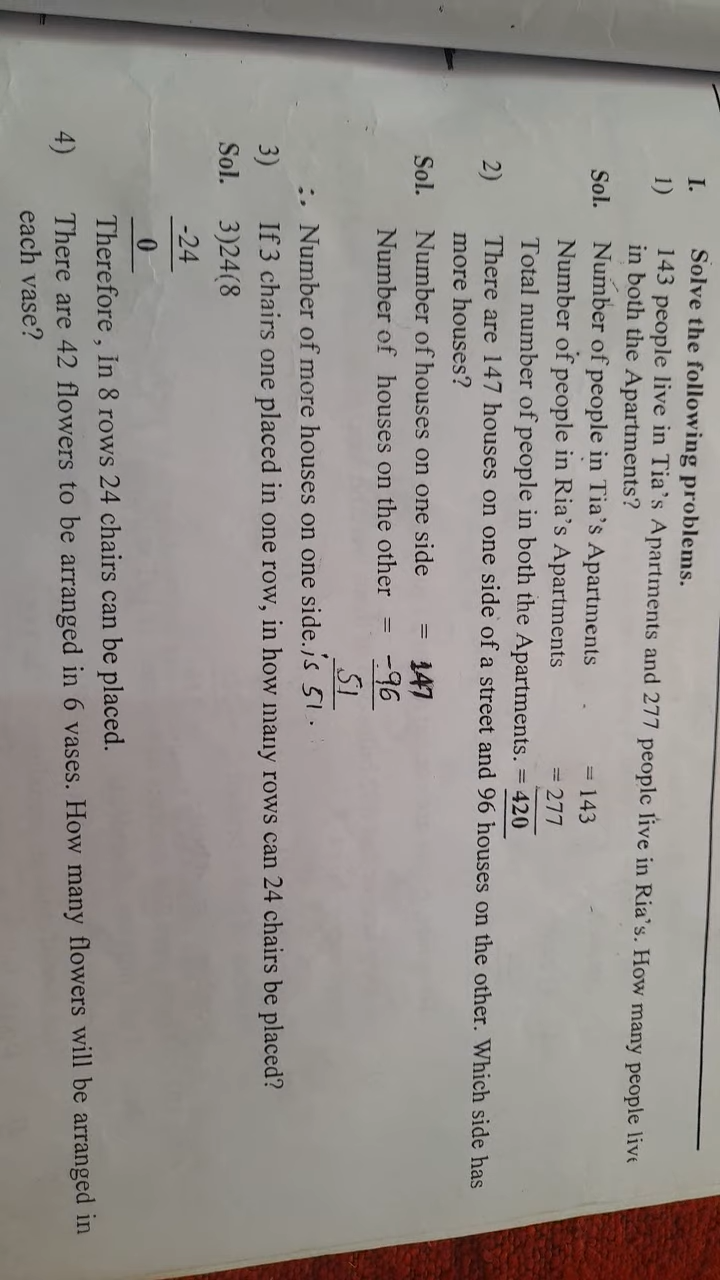 I. Solve the following problems.
1) 143 people live in Tia's Apartments and 277 people live in Ria's. How many people live
in both the Apartments?
Sol. Number of people in Tia's Apartments = 143
Number of people in Ria's Apartments = 277
Total number of people in both the Apartments. = 420
2) There are 147 houses on one side of a street and 96 houses on the other. Which side has
more houses?
Sol. Number of houses on one side = 147
Number of houses on the other = -96
51
∴ Number of more houses on one side. is 51.
3) If 3 chairs one placed in one row, in how many rows can 24 chairs be placed?
Sol. 3)24(8
-24
0
Therefore , in 8 rows 24 chairs can be placed.
4) There are 42 flowers to be arranged in 6 vases. How many flowers will be arranged in
each vase?